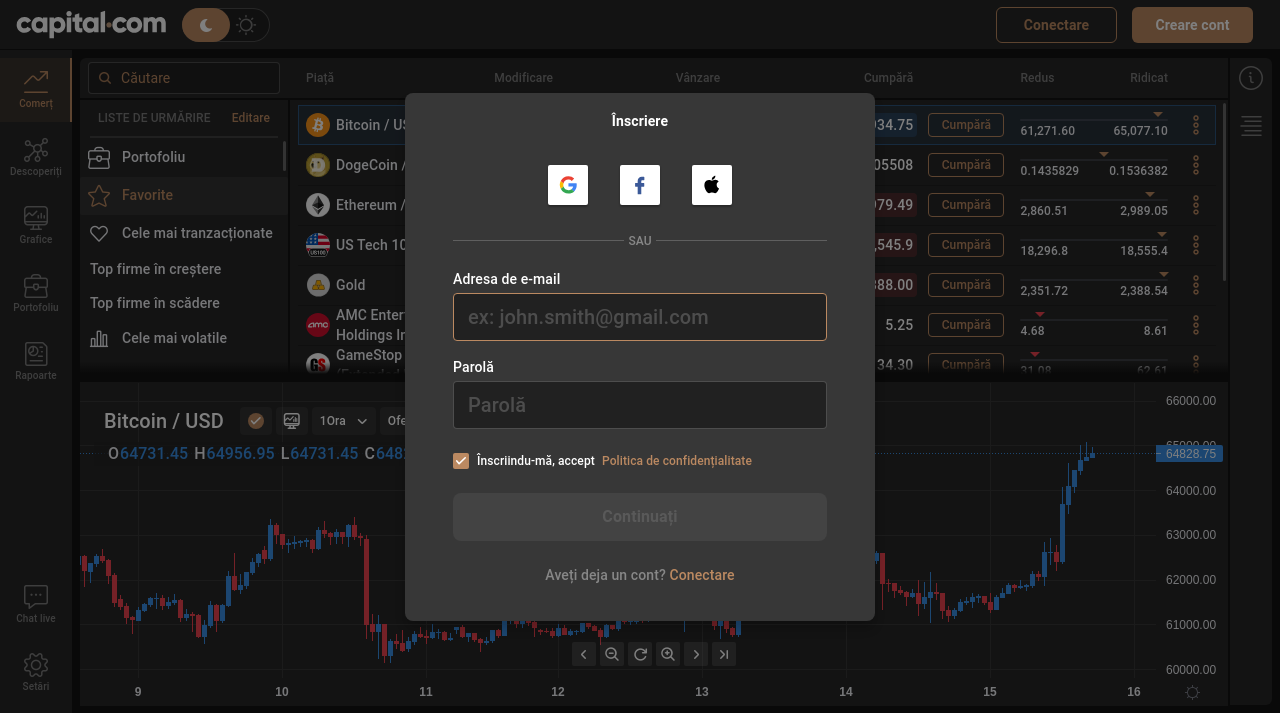 capital.com
Conectare
Creare cont
Comerț
Descoperiți
Grafice
Portofoliu
Rapoarte
Chat live
Setări
Căutare
LISTE DE URMĂRIRE Editare
Portofoliu
Favorite
Cele mai tranzacționate
Top firme în creștere
Top firme în scădere
Cele mai volatile
Piață Modificare Vânzare Cumpără Redus Ridicat
Bitcoin / 34.75 Cumpără 61,271.60 65,077.10
DogeCoin / 05508 Cumpără 0.1435829 0.1536382
Ethereum / 979.49 Cumpără 2,860.51 2,989.05
US100 US Tech 10 ,545.9 Cumpără 18,296.8 18,555.4
Gold 388.00 Cumpără 2,351.72 2,388.54
amc AMC Enter
Holdings In 5.25 Cumpără 4.68 8.61
GameStop
34.30 Cumpără 31.08 62.61
Înscriere
SAU
Adresa de e-mail
ex: john.smith@gmail.com
Parolă
Parolă
Înscriindu-mă, accept Politica de confidențialitate
Continuați
Aveți deja un cont? Conectare
Bitcoin / USD 1Ora Ofe
O64731.45 H64956.95 L64731.45 C648
66000.00
65000.00
64828.75
64000.00
63000.00
62000.00
61000.00
60000.00
9 10 11 12 13 14 15 16